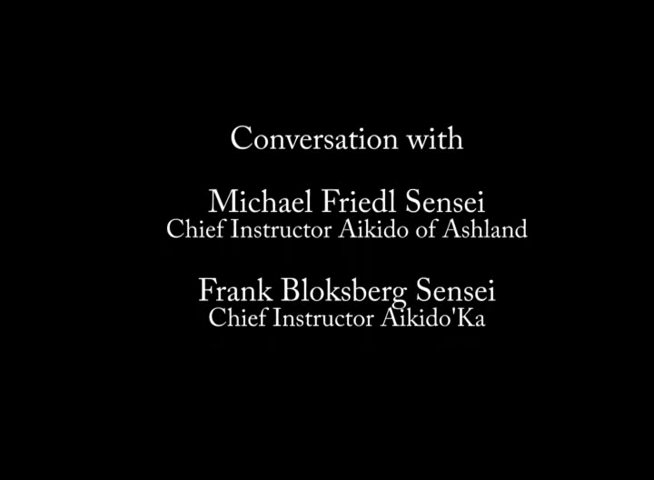 Conversation with
Michael Friedl Sensei
Chief Instructor Aikido of Ashland
Frank Bloksberg Sensei
Chief Instructor Aikido'Ka